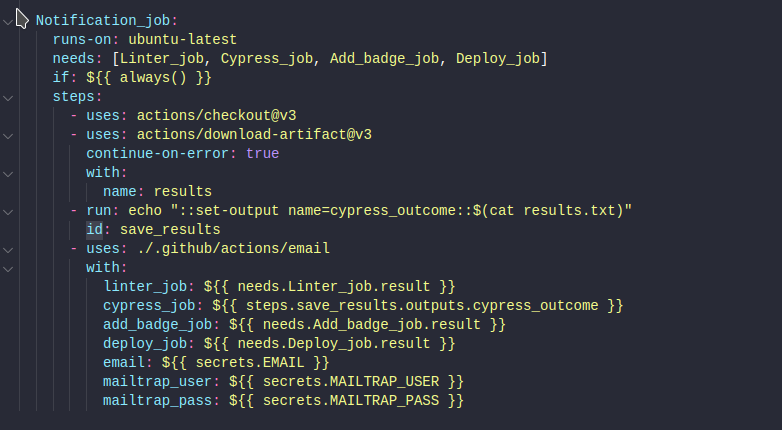 Notification_job:
runs-on: ubuntu-latest
needs: [Linter_job, Cypress_job, Add_badge_job, Deploy_job]
if: ${{ always() }}
steps:
- uses: actions/checkout@v3
- uses: actions/download-artifact@v3
continue-on-error: true
with:
name: results
- run: echo "::set-output name=cypress_outcome::$(cat results.txt)"
id: save_results
- uses: ./.github/actions/email
with:
linter_job: ${{ needs.Linter_job.result }}
cypress_job: ${{ steps.save_results.outputs.cypress_outcome }}
add_badge_job: ${{ needs.Add_badge_job.result }}
deploy_job: ${{ needs.Deploy_job.result }}
email: ${{ secrets.EMAIL }}
mailtrap_user: ${{ secrets.MAILTRAP_USER }}
mailtrap_pass: ${{ secrets.MAILTRAP_PASS }}